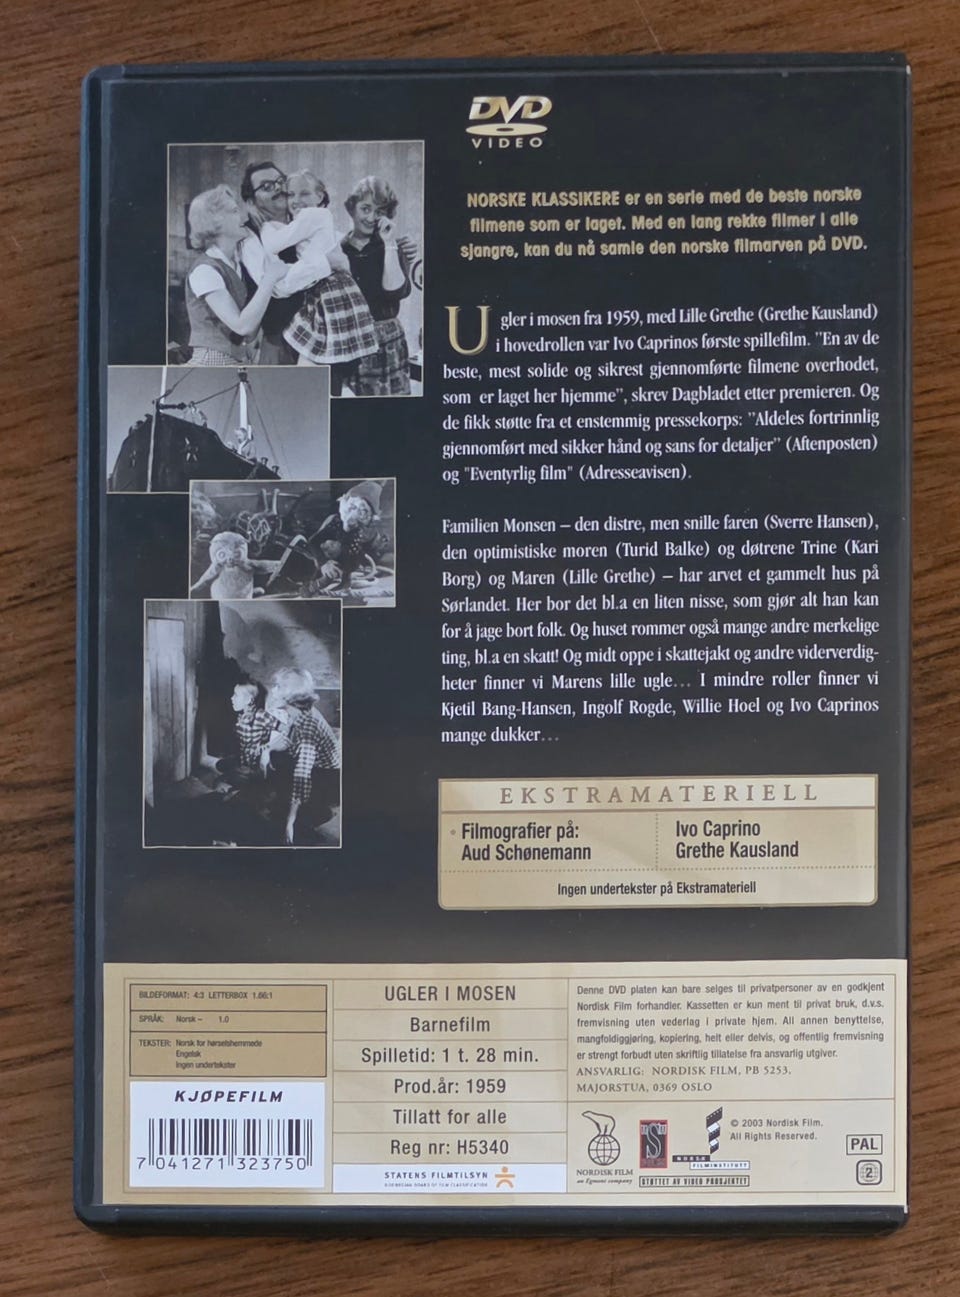 DVD
VIDEO
NORSKE KLASSIKERE er en serie med de beste norske
filmene som er laget. Med en lang rekke filmer i alle
sjangre, kan du nå samle den norske filmarven på DVD.
Ugler i mosen fra 1959, med Lille Grethe (Grethe Kausland)
i hovedrollen var Ivo Caprinos første spillefilm. "En av de
beste, mest solide og sikrest gjennomførte filmene overhodet,
som er laget her hjemme", skrev Dagbladet etter premieren. Og
de fikk støtte fra et enstemmig pressekorps: "Aldeles fortrinnlig
gjennomført med sikker hånd og sans for detaljer" (Aftenposten)
og "Eventyrlig film" (Adresseavisen).
Familien Monsen – den distre, men snille faren (Sverre Hansen),
den optimistiske moren (Turid Balke) og døtrene Trine (Kari
Borg) og Maren (Lille Grethe) – har arvet et gammelt hus på
Sørlandet. Her bor det bl.a en liten nisse, som gjør alt han kan
for å jage bort folk. Og huset rommer også mange andre merkelige
ting, bl.a en skatt! Og midt oppe i skattejakt og andre viderverdig-
heter finner vi Marens lille ugle... I mindre roller finner vi
Kjetil Bang-Hansen, Ingolf Rogde, Willie Hoel og Ivo Caprinos
mange dukker...
EKSTRAMATERIELL
Filmografier på:
Aud Schønemann
Ivo Caprino
Grethe Kausland
Ingen undertekster på Ekstramateriell
BILDEFORMAT: 4:3 LETTERBOX 1.66:1
SPRÅK: Norsk – 1.0
TEKSTER: Norsk for hørselshemmede
Engelsk
Ingen undertekster
KJØPEFILM
7 041271 323750
UGLER I MOSEN
Barnefilm
Spilletid: 1 t. 28 min.
Prod.år: 1959
Tillatt for alle
Reg nr: H5340
STATENS FILMTILSYN
NORWEGIAN BOARD OF FILM CLASSIFICATION
Denne DVD platen kan bare selges til privatpersoner av en godkjent
Nordisk Film forhandler. Kassetten er kun ment til privat bruk, d.v.s.
fremvisning uten vederlag i private hjem. All annen benyttelse,
mangfoldiggjøring, kopiering, helt eller delvis, og offentlig fremvisning
er strengt forbudt uten skriftlig tillatelse fra ansvarlig utgiver.
ANSVARLIG: NORDISK FILM, PB 5253,
MAJORSTUA, 0369 OSLO
NORDISK FILM
an Egmont company
NORSK
FILMINSTITUTT
STØTTET AV VIDEO PROSJEKTET
© 2003 Nordisk Film.
All Rights Reserved.
PAL
2